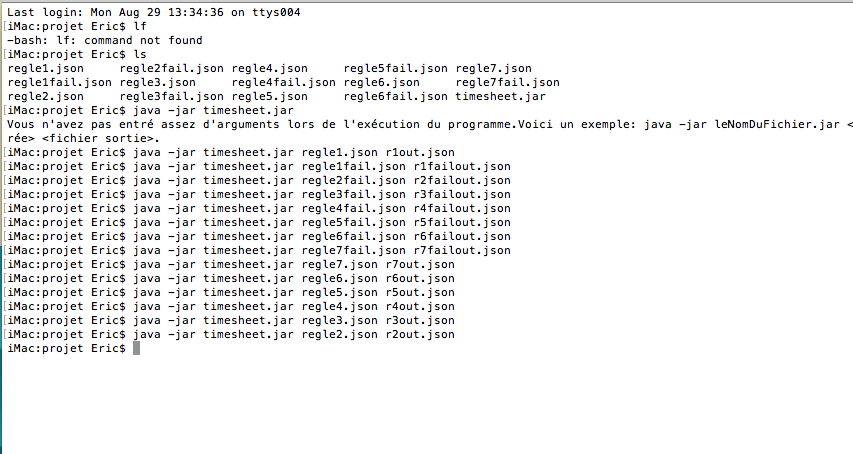 Last login: Mon Aug 29 13:34:36 on ttys004
[iMac:projet Eric$ lf
-bash: lf: command not found
[iMac:projet Eric$ ls
regle1.json     regle2fail.json regle4.json     regle5fail.json regle7.json
regle1fail.json regle3.json     regle4fail.json regle6.json     regle7fail.json
regle2.json     regle3fail.json regle5.json     regle6fail.json timesheet.jar
[iMac:projet Eric$ java -jar timesheet.jar
Vous n'avez pas entré assez d'arguments lors de l'exécution du programme.Voici un exemple: java -jar leNomDuFichier.jar <
rée> <fichier sortie>.
[iMac:projet Eric$ java -jar timesheet.jar regle1.json r1out.json
[iMac:projet Eric$ java -jar timesheet.jar regle1fail.json r1failout.json
[iMac:projet Eric$ java -jar timesheet.jar regle2fail.json r2failout.json
[iMac:projet Eric$ java -jar timesheet.jar regle3fail.json r3failout.json
[iMac:projet Eric$ java -jar timesheet.jar regle4fail.json r4failout.json
[iMac:projet Eric$ java -jar timesheet.jar regle5fail.json r5failout.json
[iMac:projet Eric$ java -jar timesheet.jar regle6fail.json r6failout.json
[iMac:projet Eric$ java -jar timesheet.jar regle7fail.json r7failout.json
[iMac:projet Eric$ java -jar timesheet.jar regle7.json r7out.json
[iMac:projet Eric$ java -jar timesheet.jar regle6.json r6out.json
[iMac:projet Eric$ java -jar timesheet.jar regle5.json r5out.json
[iMac:projet Eric$ java -jar timesheet.jar regle4.json r4out.json
[iMac:projet Eric$ java -jar timesheet.jar regle3.json r3out.json
[iMac:projet Eric$ java -jar timesheet.jar regle2.json r2out.json
iMac:projet Eric$